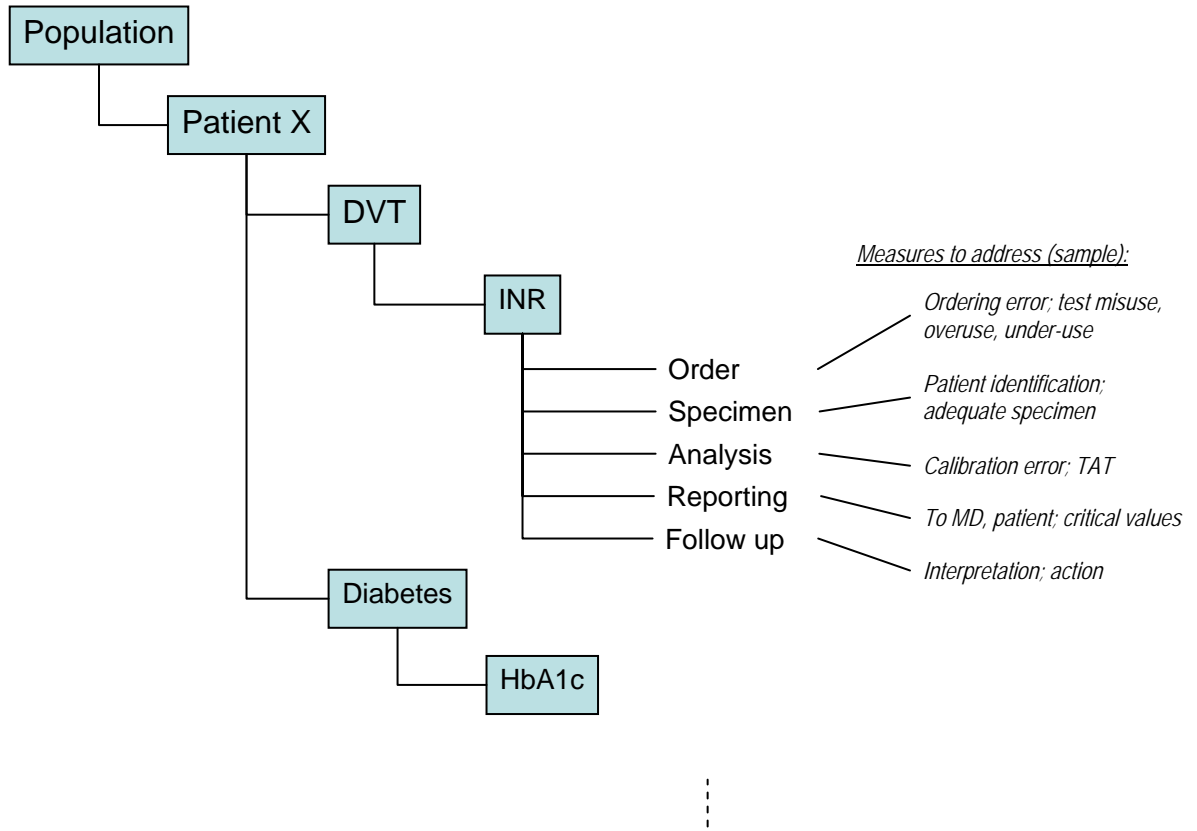 Population
Patient X
DVT
Measures to address (sample):
INR
Ordering error; test misuse,
overuse, under-use
Order
Patient identification;
adequate specimen
Specimen
Analysis
Calibration error; TAT
Reporting
To MD, patient; critical values
Follow up
Interpretation; action
Diabetes
HbA1c